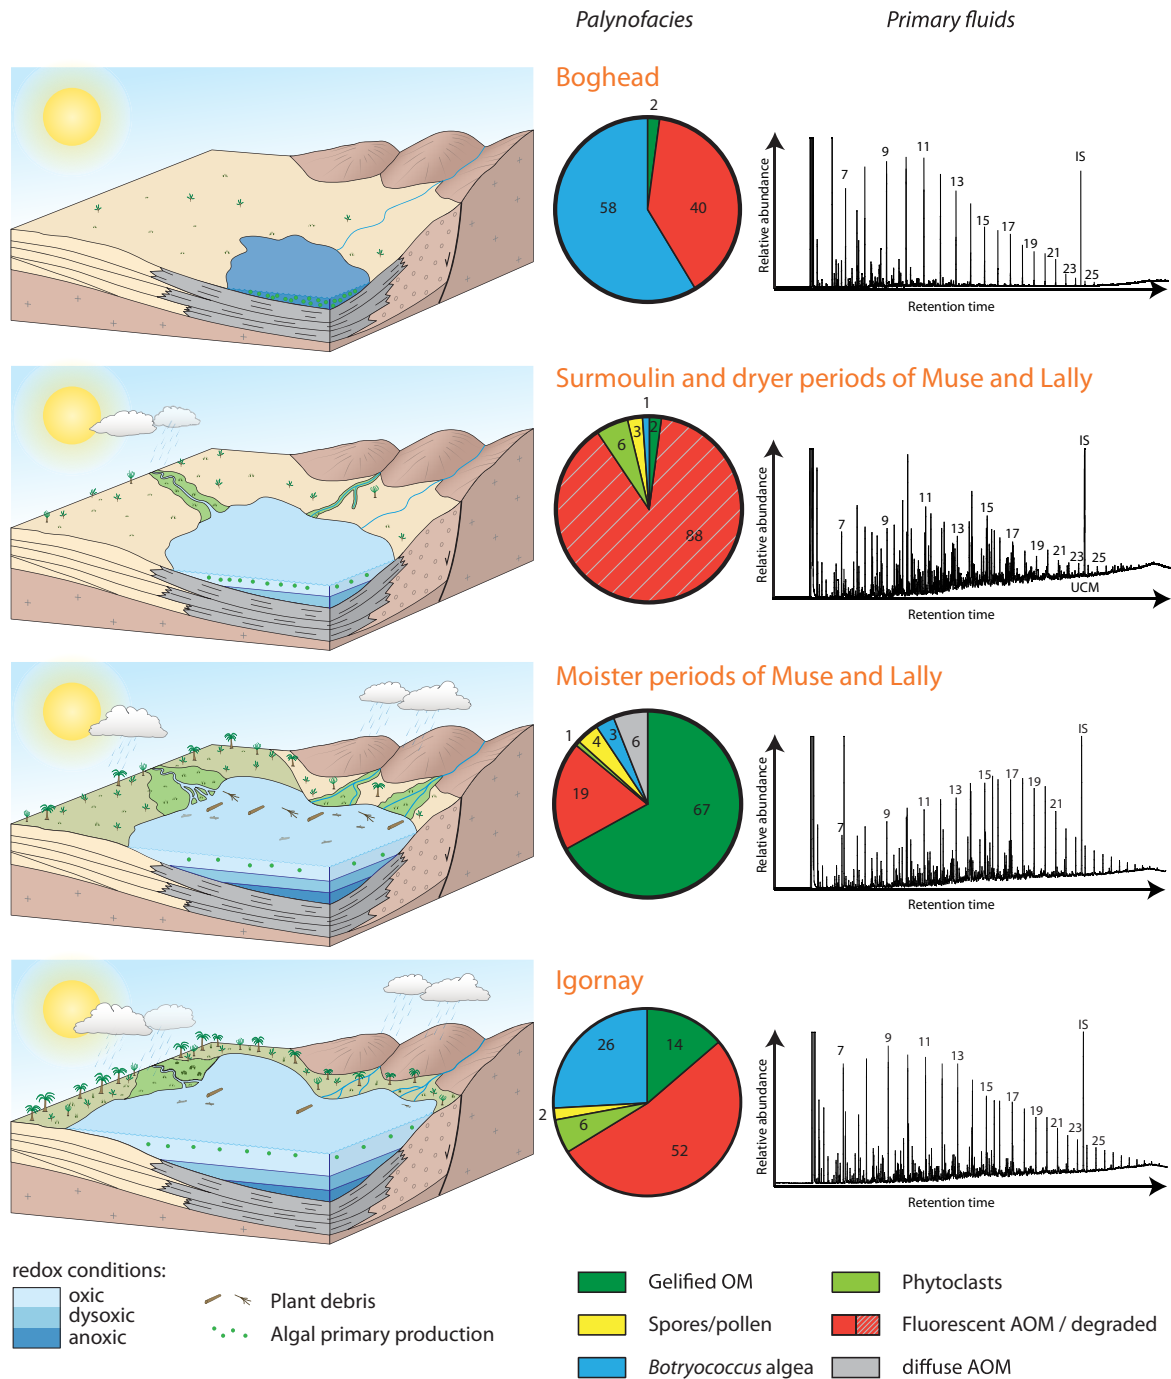 Palynofacies
Primary fluids
Boghead
2
40
58
Relative abundance
7
9
11
13
15
17
19
21
23
25
IS
Retention time
Surmoulin and dryer periods of Muse and Lally
1
2
3
6
88
Relative abundance
7
9
11
13
15
17
19
21
23
25
IS
UCM
Retention time
Moister periods of Muse and Lally
1
4
3
6
19
67
Relative abundance
7
9
11
13
15
17
19
21
IS
Retention time
Igornay
26
14
2
6
52
Relative abundance
7
9
11
13
15
17
19
21
23
25
IS
Retention time
redox conditions:
oxic
dysoxic
anoxic
Plant debris
Algal primary production
Gelified OM
Phytoclasts
Spores/pollen
Fluorescent AOM / degraded
Botryococcus algea
diffuse AOM